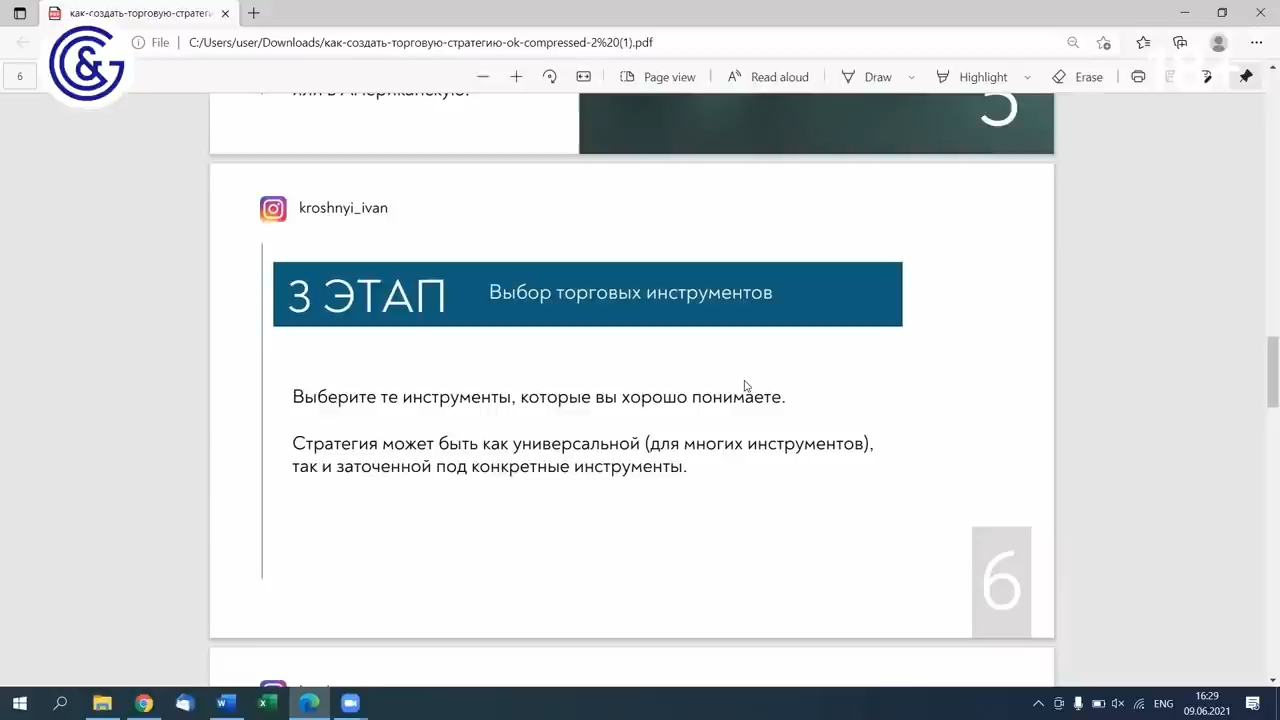 как-создать-торговую-стратеги
File
C:/Users/user/Downloads/как-создать-торговую-стратегию-ok-compressed-2%20(1).pdf
6
Page view
Read aloud
Draw
Highlight
Erase
G&G
или в Американскую?
5
kroshnyi_ivan
3 ЭТАП
Выбор торговых инструментов
Выберите те инструменты, которые вы хорошо понимаете.
Стратегия может быть как универсальной (для многих инструментов),
так и заточенной под конкретные инструменты.
6
ENG
16:29
09.06.2021